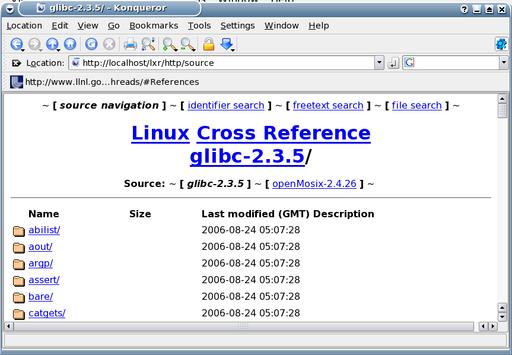 glibc-2.3.5/ - Konqueror
Location Edit View Go Bookmarks Tools Settings Window Help
Location: http://localhost/lxr/http/source
http://www.llnl.go...hreads/#References
~ [ source navigation ] ~ [ identifier search ] ~ [ freetext search ] ~ [ file search ] ~
Linux Cross Reference
glibc-2.3.5/
Source: ~ [ glibc-2.3.5 ] ~ [ openMosix-2.4.26 ] ~
Name Size Last modified (GMT) Description
abilist/ 2006-08-24 05:07:28
aout/ 2006-08-24 05:07:28
argp/ 2006-08-24 05:07:28
assert/ 2006-08-24 05:07:28
bare/ 2006-08-24 05:07:28
catgets/ 2006-08-24 05:07:28